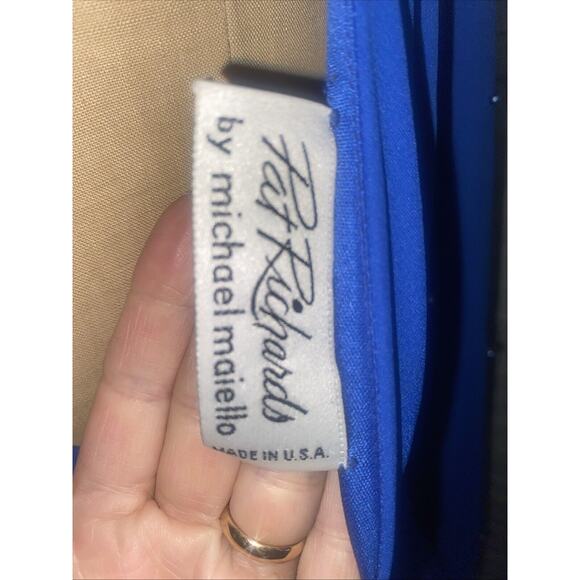 Pat Richards
by michael maiello
MADE IN U.S.A.